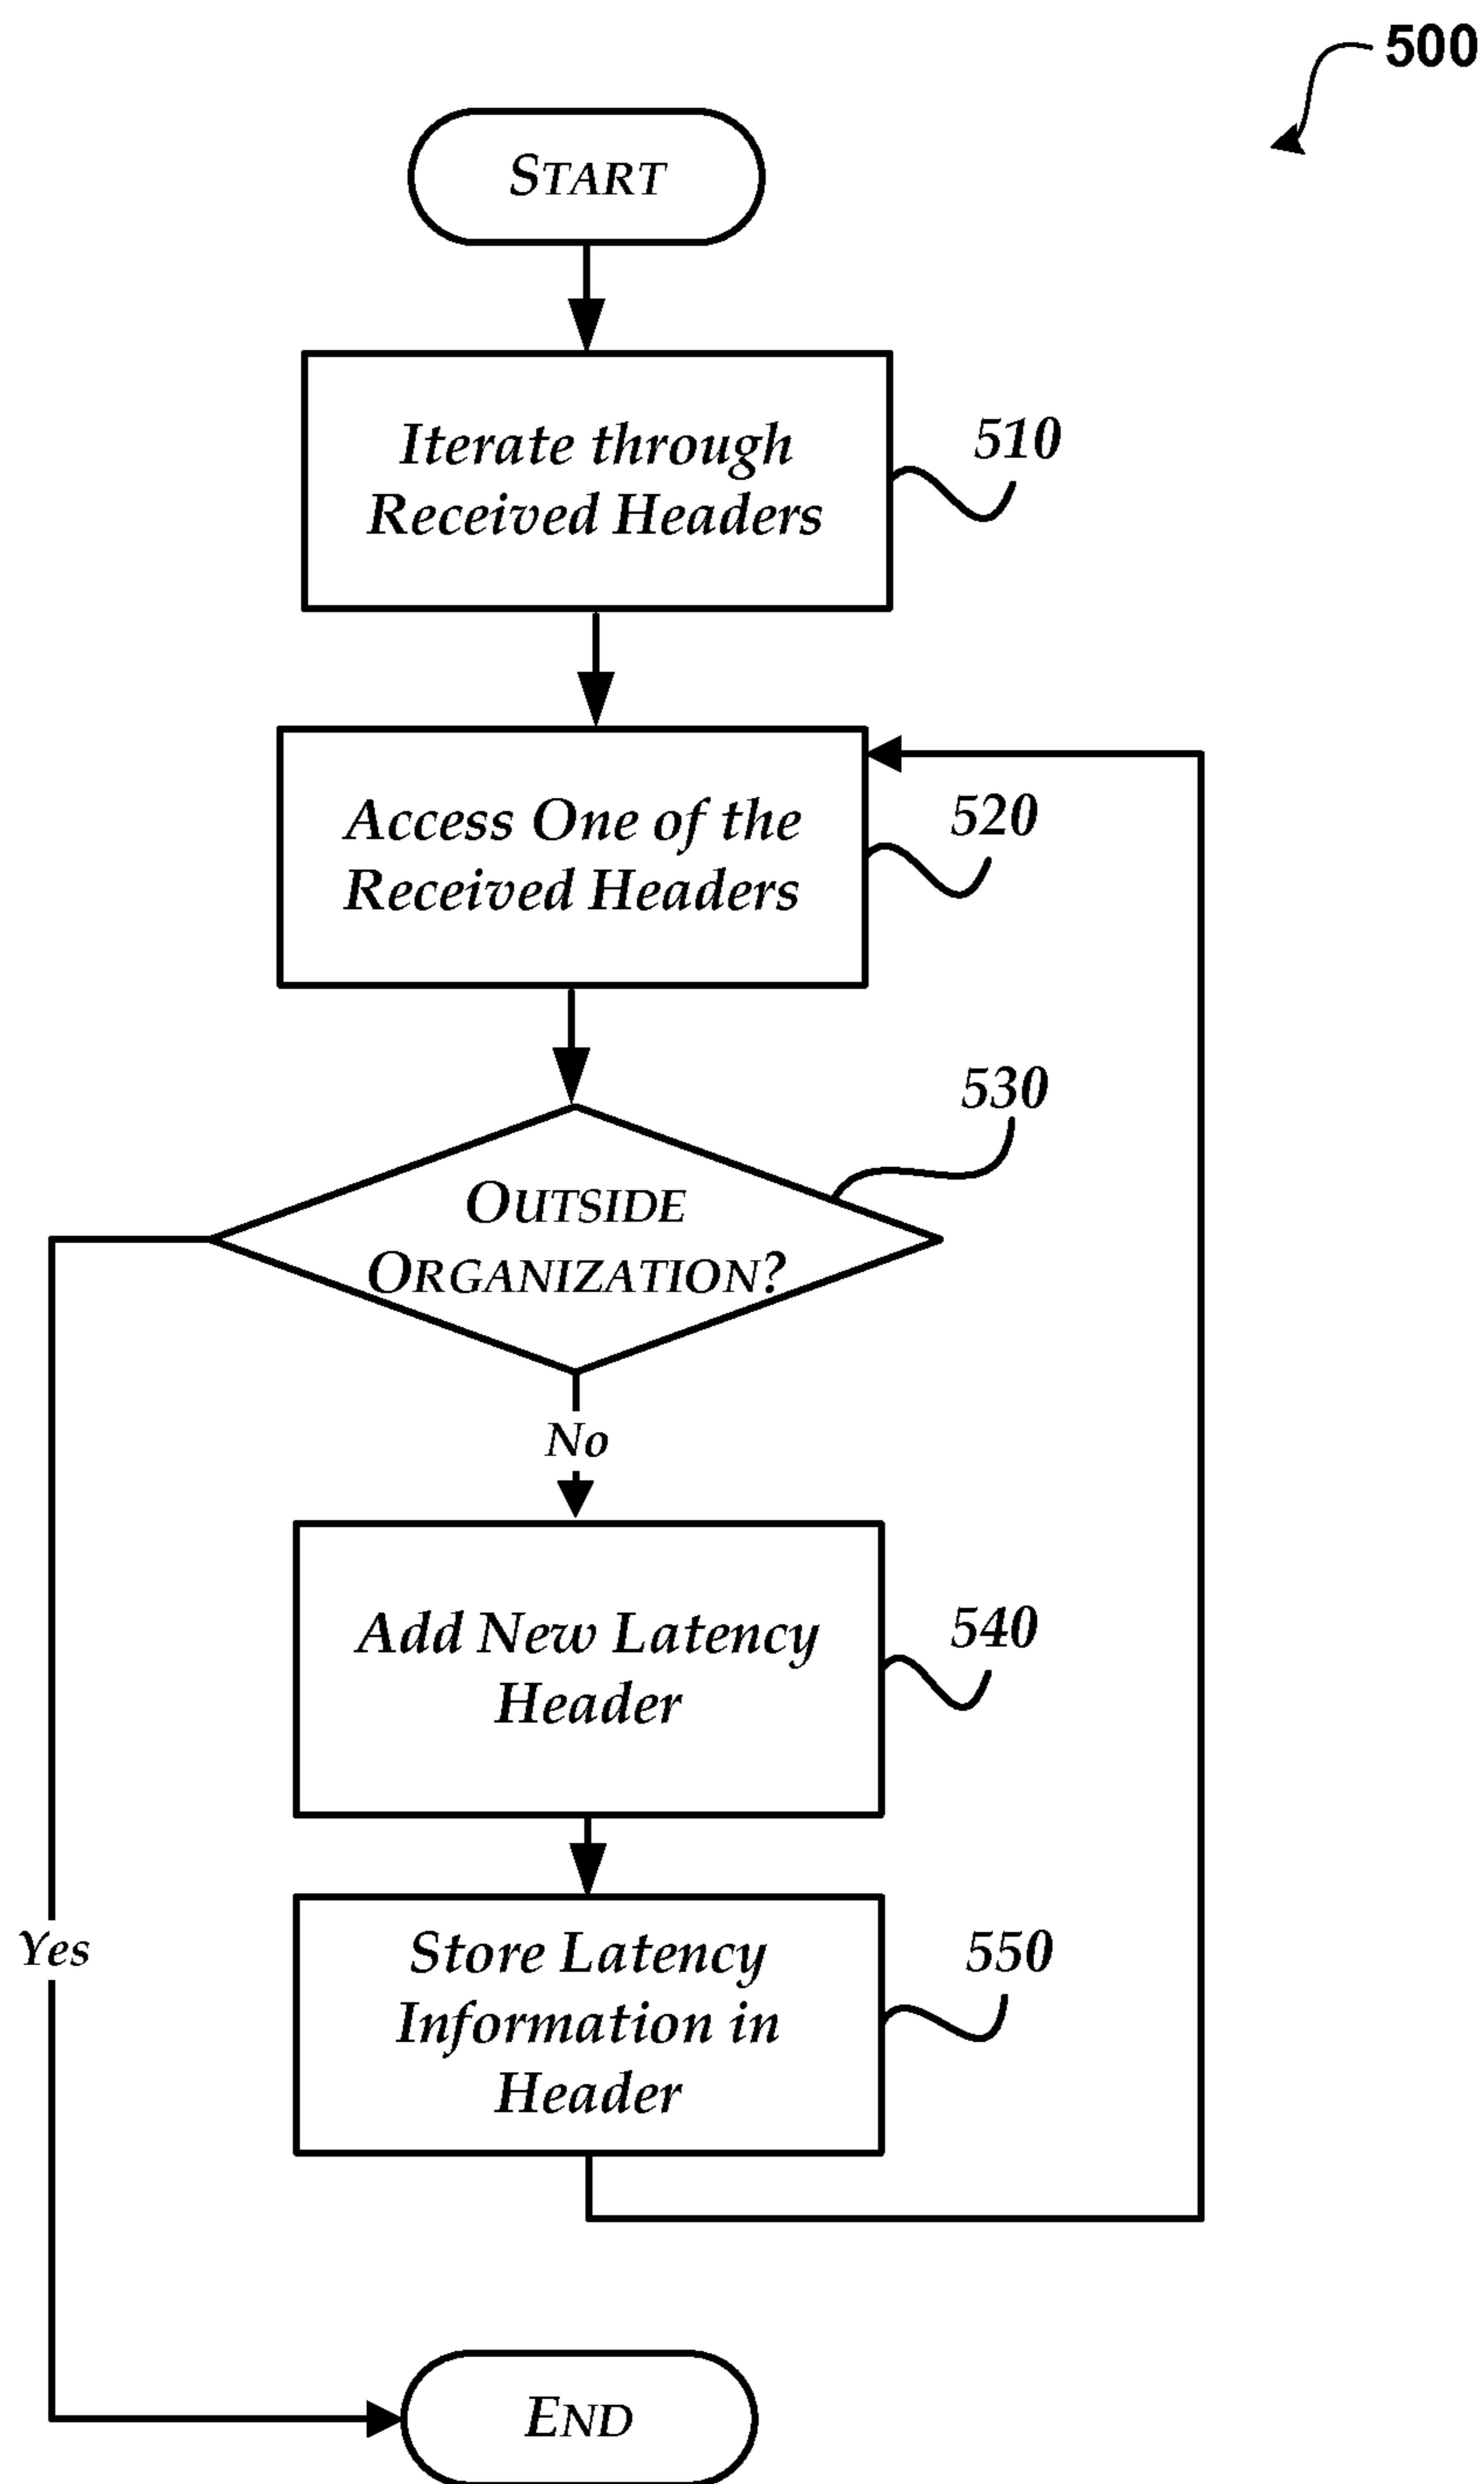 500
START
Iterate through
Received Headers
510
Access One of the
Received Headers
520
530
OUTSIDE
ORGANIZATION?
No
Add New Latency
Header
540
Yes
Store Latency
Information in
Header
550
END